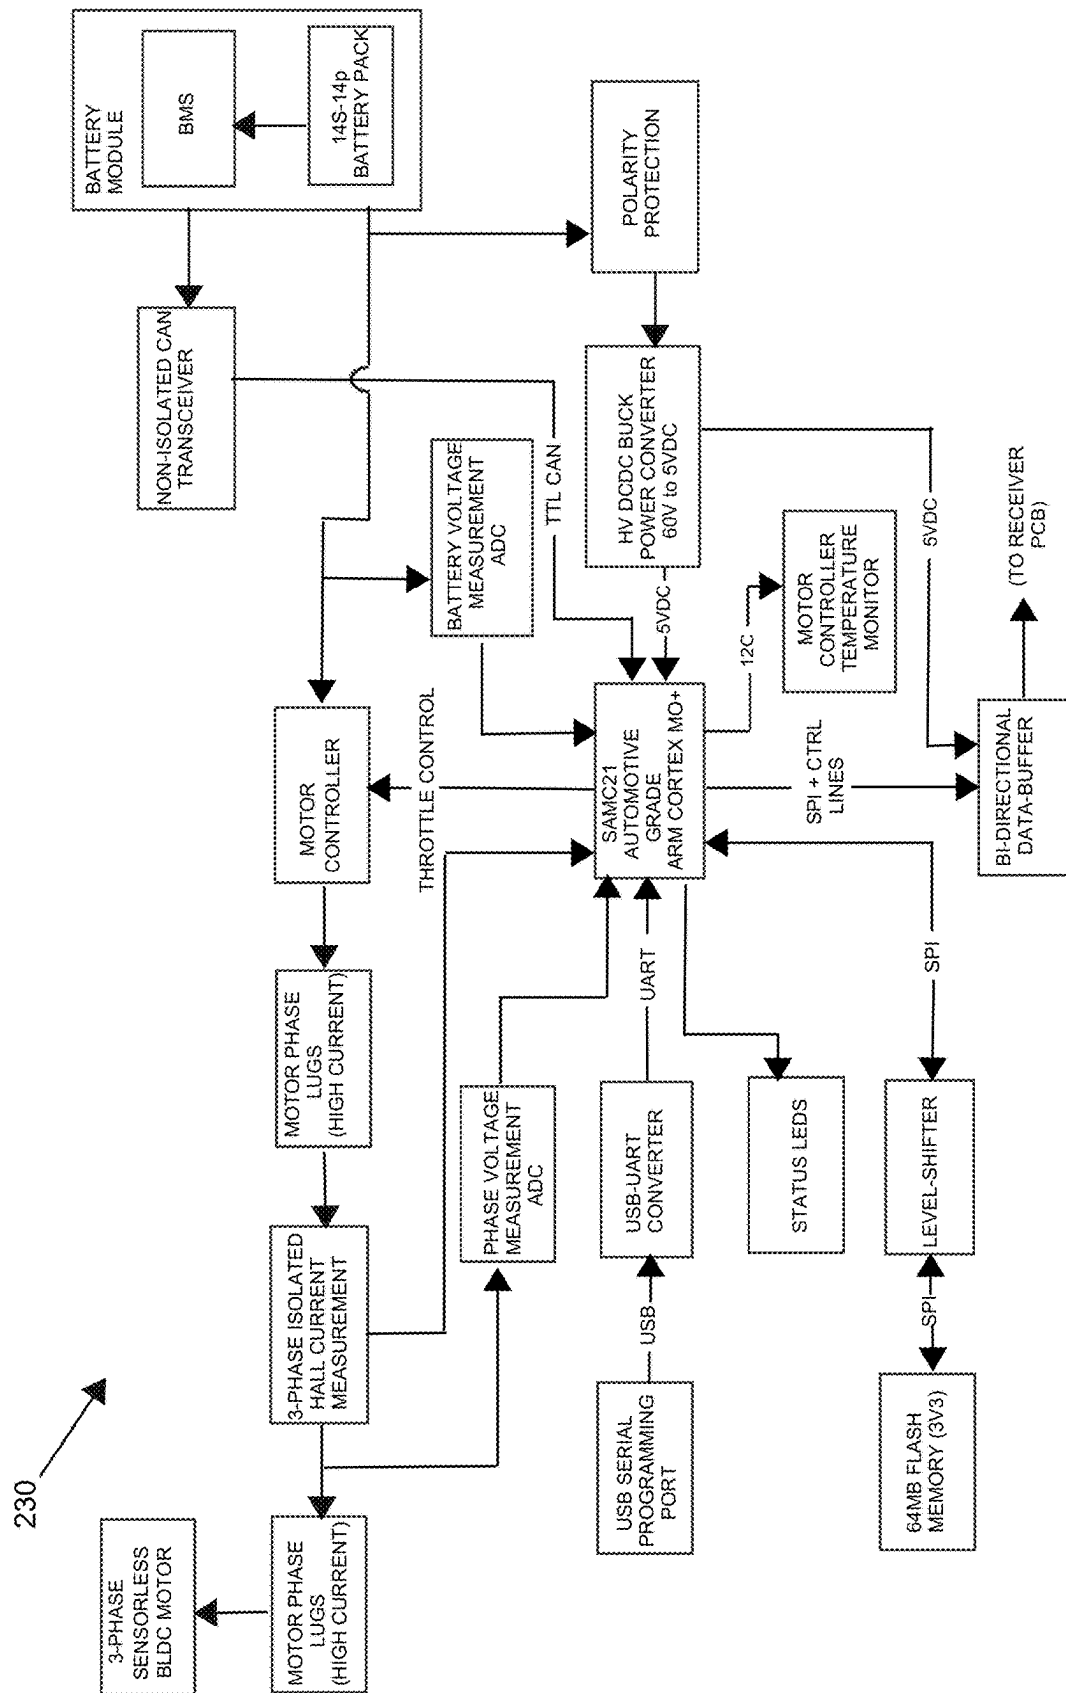 230
3-PHASE
SENSORLESS
BLDC MOTOR
MOTOR PHASE
LUGS
(HIGH CURRENT)
3-PHASE ISOLATED
HALL CURRENT
MEASUREMENT
MOTOR PHASE
LUGS
(HIGH CURRENT)
MOTOR
CONTROLLER
NON-ISOLATED CAN
TRANSCEIVER
BATTERY
MODULE
BMS
14S-14p
BATTERY PACK
THROTTLE CONTROL
PHASE VOLTAGE
MEASUREMENT
ADC
BATTERY VOLTAGE
MEASUREMENT
ADC
TTL CAN
USB SERIAL
PROGRAMMING
PORT
USB
USB-UART
CONVERTER
UART
SAMC21
AUTOMOTIVE
GRADE
ARM CORTEX MO+
5VDC
HV DCDC BUCK
POWER CONVERTER
60V to 5VDC
POLARITY
PROTECTION
STATUS LEDS
12C
MOTOR
CONTROLLER
TEMPERATURE
MONITOR
SPI + CTRL
LINES
5VDC
64MB FLASH
MEMORY (3V3)
SPI
LEVEL-SHIFTER
SPI
BI-DIRECTIONAL
DATA-BUFFER
(TO RECEIVER
PCB)